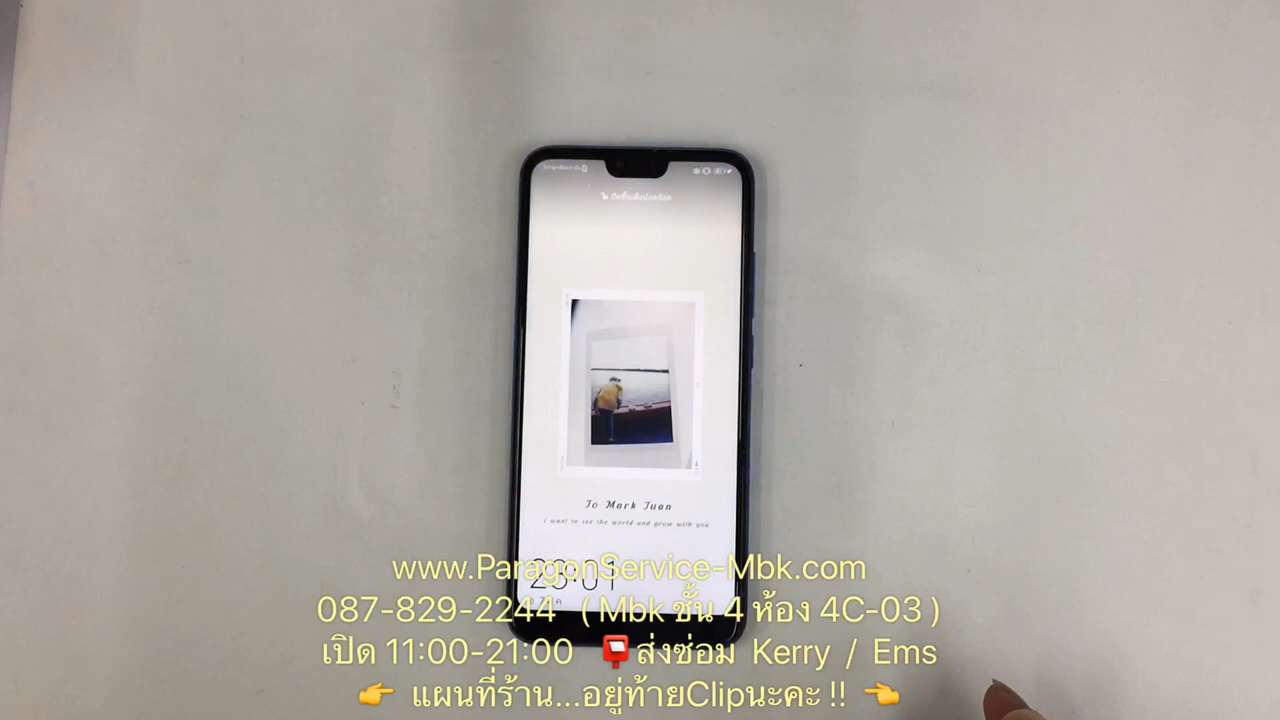 To Mark Tuan
i want to see the world and grow with you
23:01
www.ParagonService-Mbk.com
087-829-2244 ( Mbk ชั้น 4 ห้อง 4C-03 )
เปิด 11:00-21:00 📮ส่งซ่อม Kerry / Ems
👉 แผนที่ร้าน...อยู่ท้ายClipนะคะ !! 👈